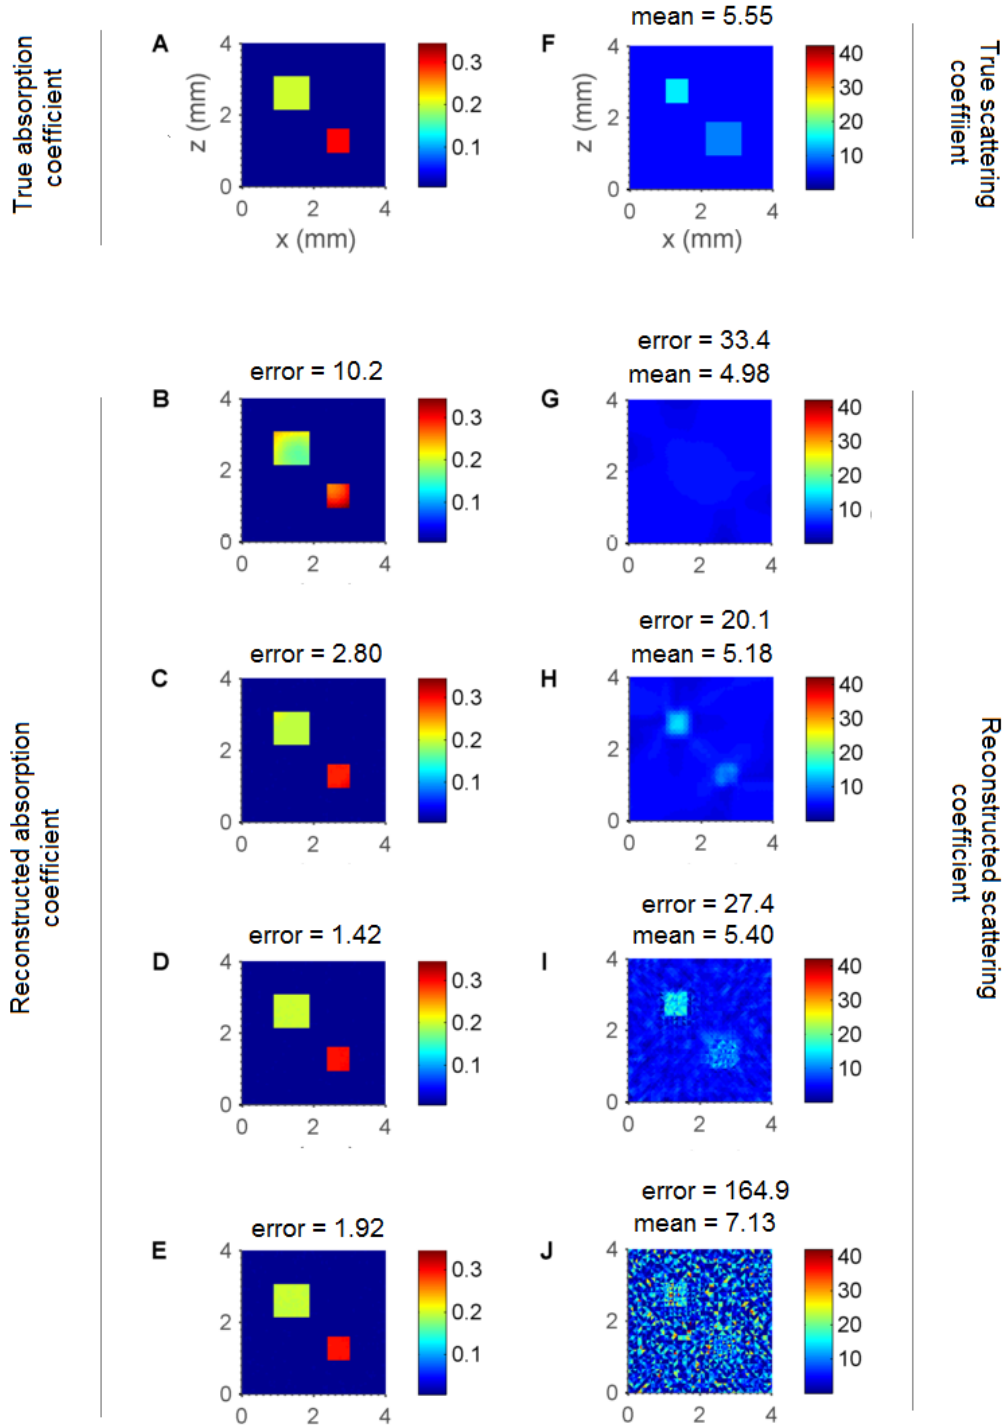 True absorption
coefficient
A
4
z (mm)
2
0
0 2 4
x (mm)
0.3
0.2
0.1
F
mean = 5.55
4
z (mm)
2
0
0 2 4
x (mm)
40
30
20
10
True scattering
coeffiient
Reconstructed absorption
coefficient
B
error = 10.2
4
2
0
0 2 4
0.3
0.2
0.1
G
error = 33.4
mean = 4.98
4
2
0
0 2 4
40
30
20
10
C
error = 2.80
4
2
0
0 2 4
0.3
0.2
0.1
H
error = 20.1
mean = 5.18
4
2
0
0 2 4
40
30
20
10
D
error = 1.42
4
2
0
0 2 4
0.3
0.2
0.1
I
error = 27.4
mean = 5.40
4
2
0
0 2 4
40
30
20
10
E
error = 1.92
4
2
0
0 2 4
0.3
0.2
0.1
J
error = 164.9
mean = 7.13
4
2
0
0 2 4
40
30
20
10
Reconstructed scattering
coefficient